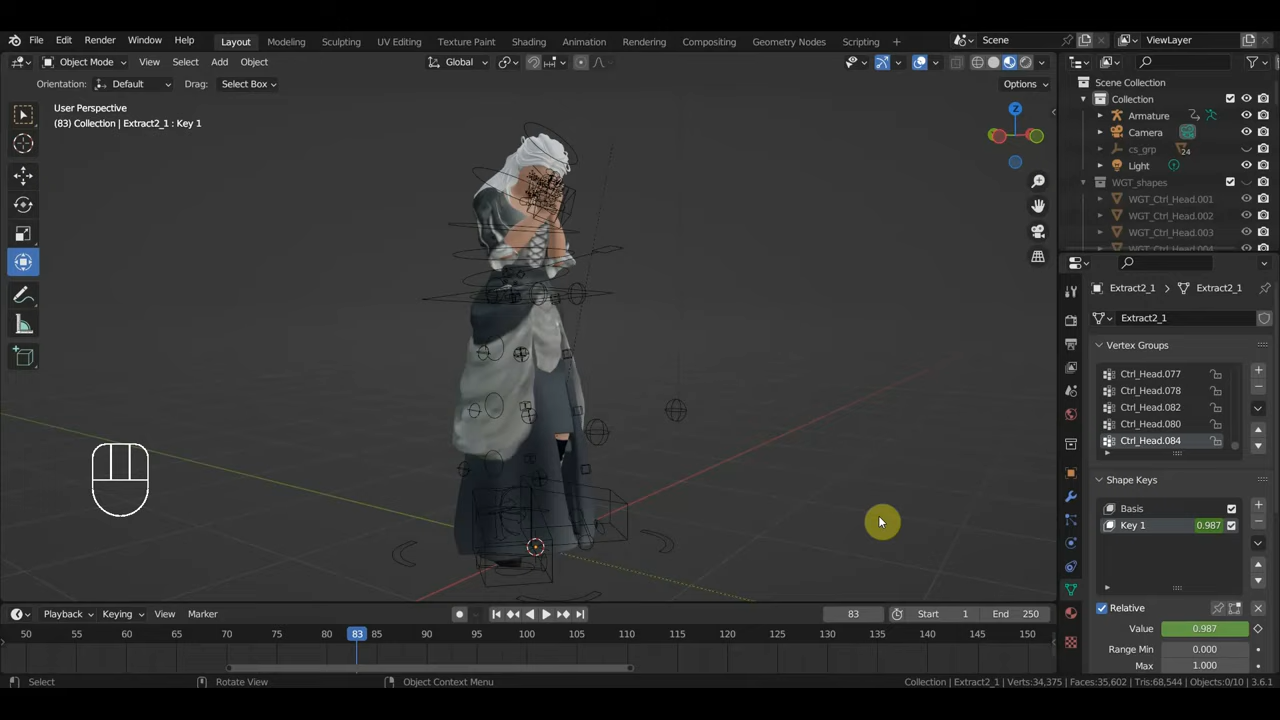 File Edit Render Window Help Layout Modeling Sculpting UV Editing Texture Paint Shading Animation Rendering Compositing Geometry Nodes Scripting + Scene ViewLayer
Object Mode View Select Add Object Global
Orientation: Default Drag: Select Box Options
User Perspective
(83) Collection | Extract2_1 : Key 1
Z
Scene Collection
Collection
Armature
Camera
cs_grp 24
Light
WGT_shapes
WGT_Ctrl_Head.001
WGT_Ctrl_Head.002
WGT_Ctrl_Head.003
WGT_Ctrl_Head.004
Extract2_1 > Extract2_1
Extract2_1
Vertex Groups
Ctrl_Head.077
Ctrl_Head.078
Ctrl_Head.082
Ctrl_Head.080
Ctrl_Head.084
Shape Keys
Basis
Key 1 0.987
Relative
Value 0.987
Range Min 0.000
Max 1.000
Playback Keying View Marker 83 Start 1 End 250
50 55 60 65 70 75 80 83 85 90 95 100 105 110 115 120 125 130 135 140 145 150
Select Rotate View Object Context Menu Collection | Extract2_1 | Verts:34,375 | Faces:35,602 | Tris:68,544 | Objects:0/10 | 3.6.1